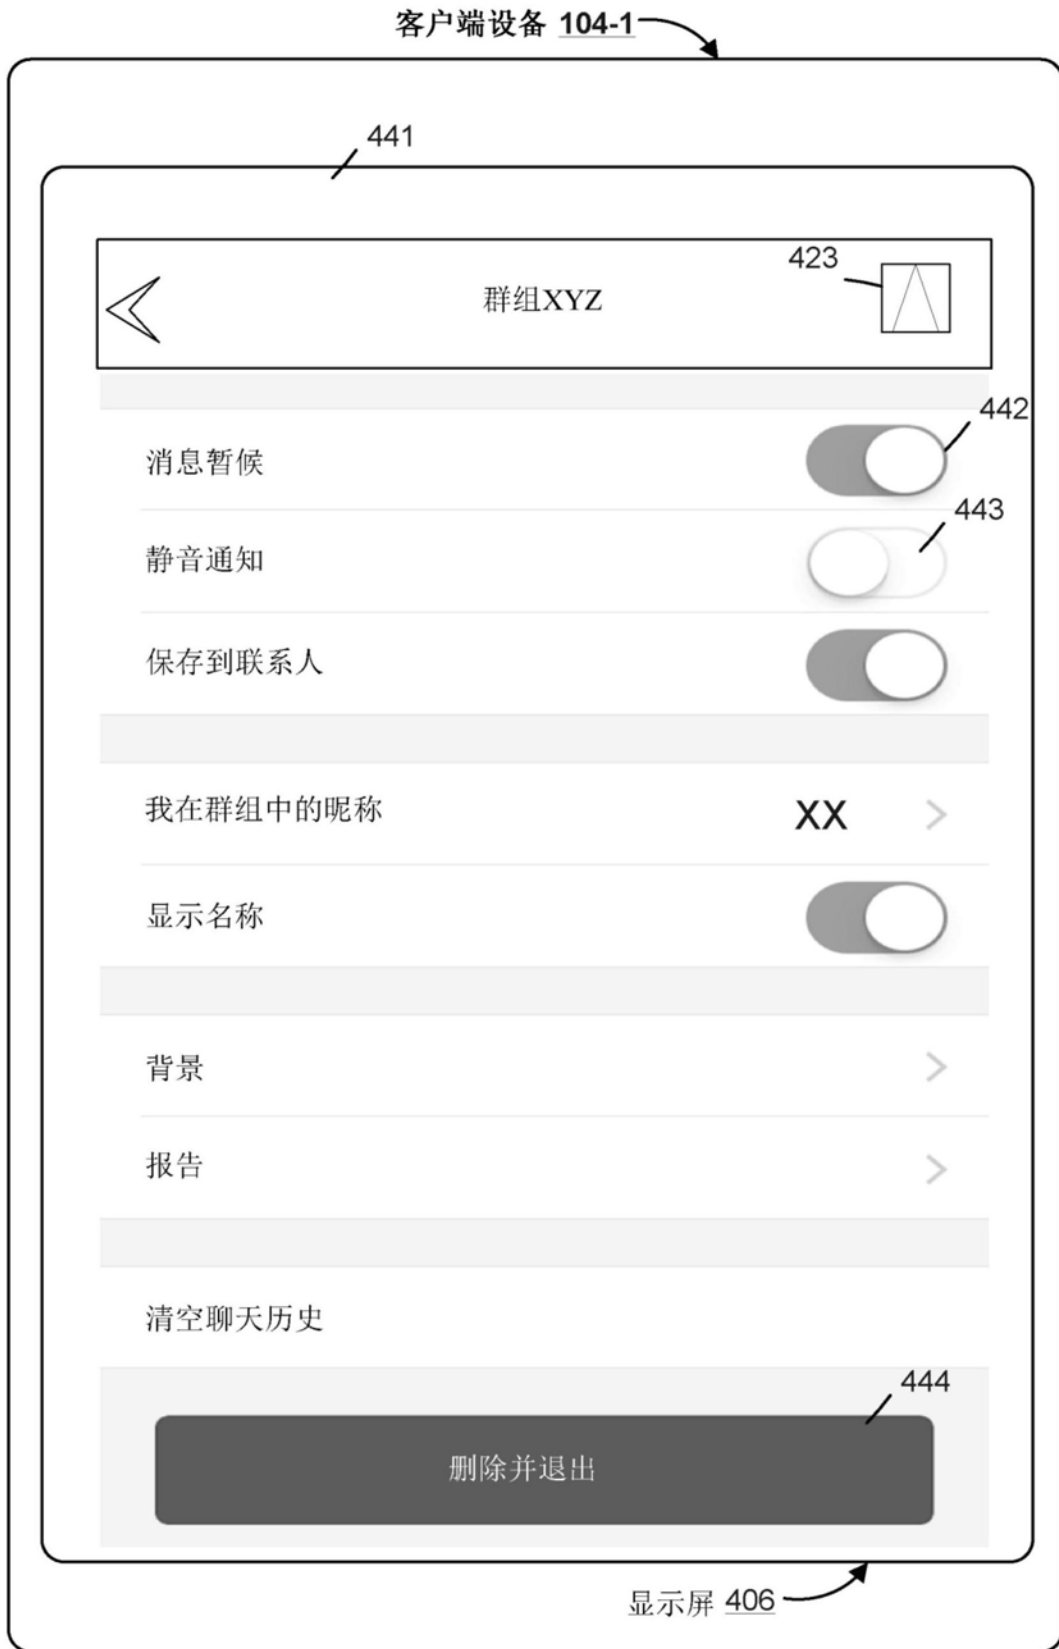 客户端设备 104-1
441
423
群组XYZ
442
消息暂候
443
静音通知
保存到联系人
我在群组中的昵称 XX
显示名称
背景
报告
清空聊天历史
444
删除并退出
显示屏 406